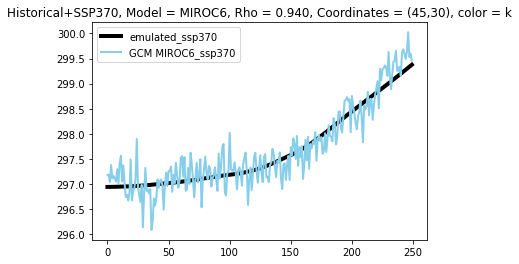 Historical+SSP370, Model = MIROC6, Rho = 0.940, Coordinates = (45,30), color = k
emulated_ssp370
GCM MIROC6_ssp370
300.0
299.5
299.0
298.5
298.0
297.5
297.0
296.5
296.0
0 50 100 150 200 250